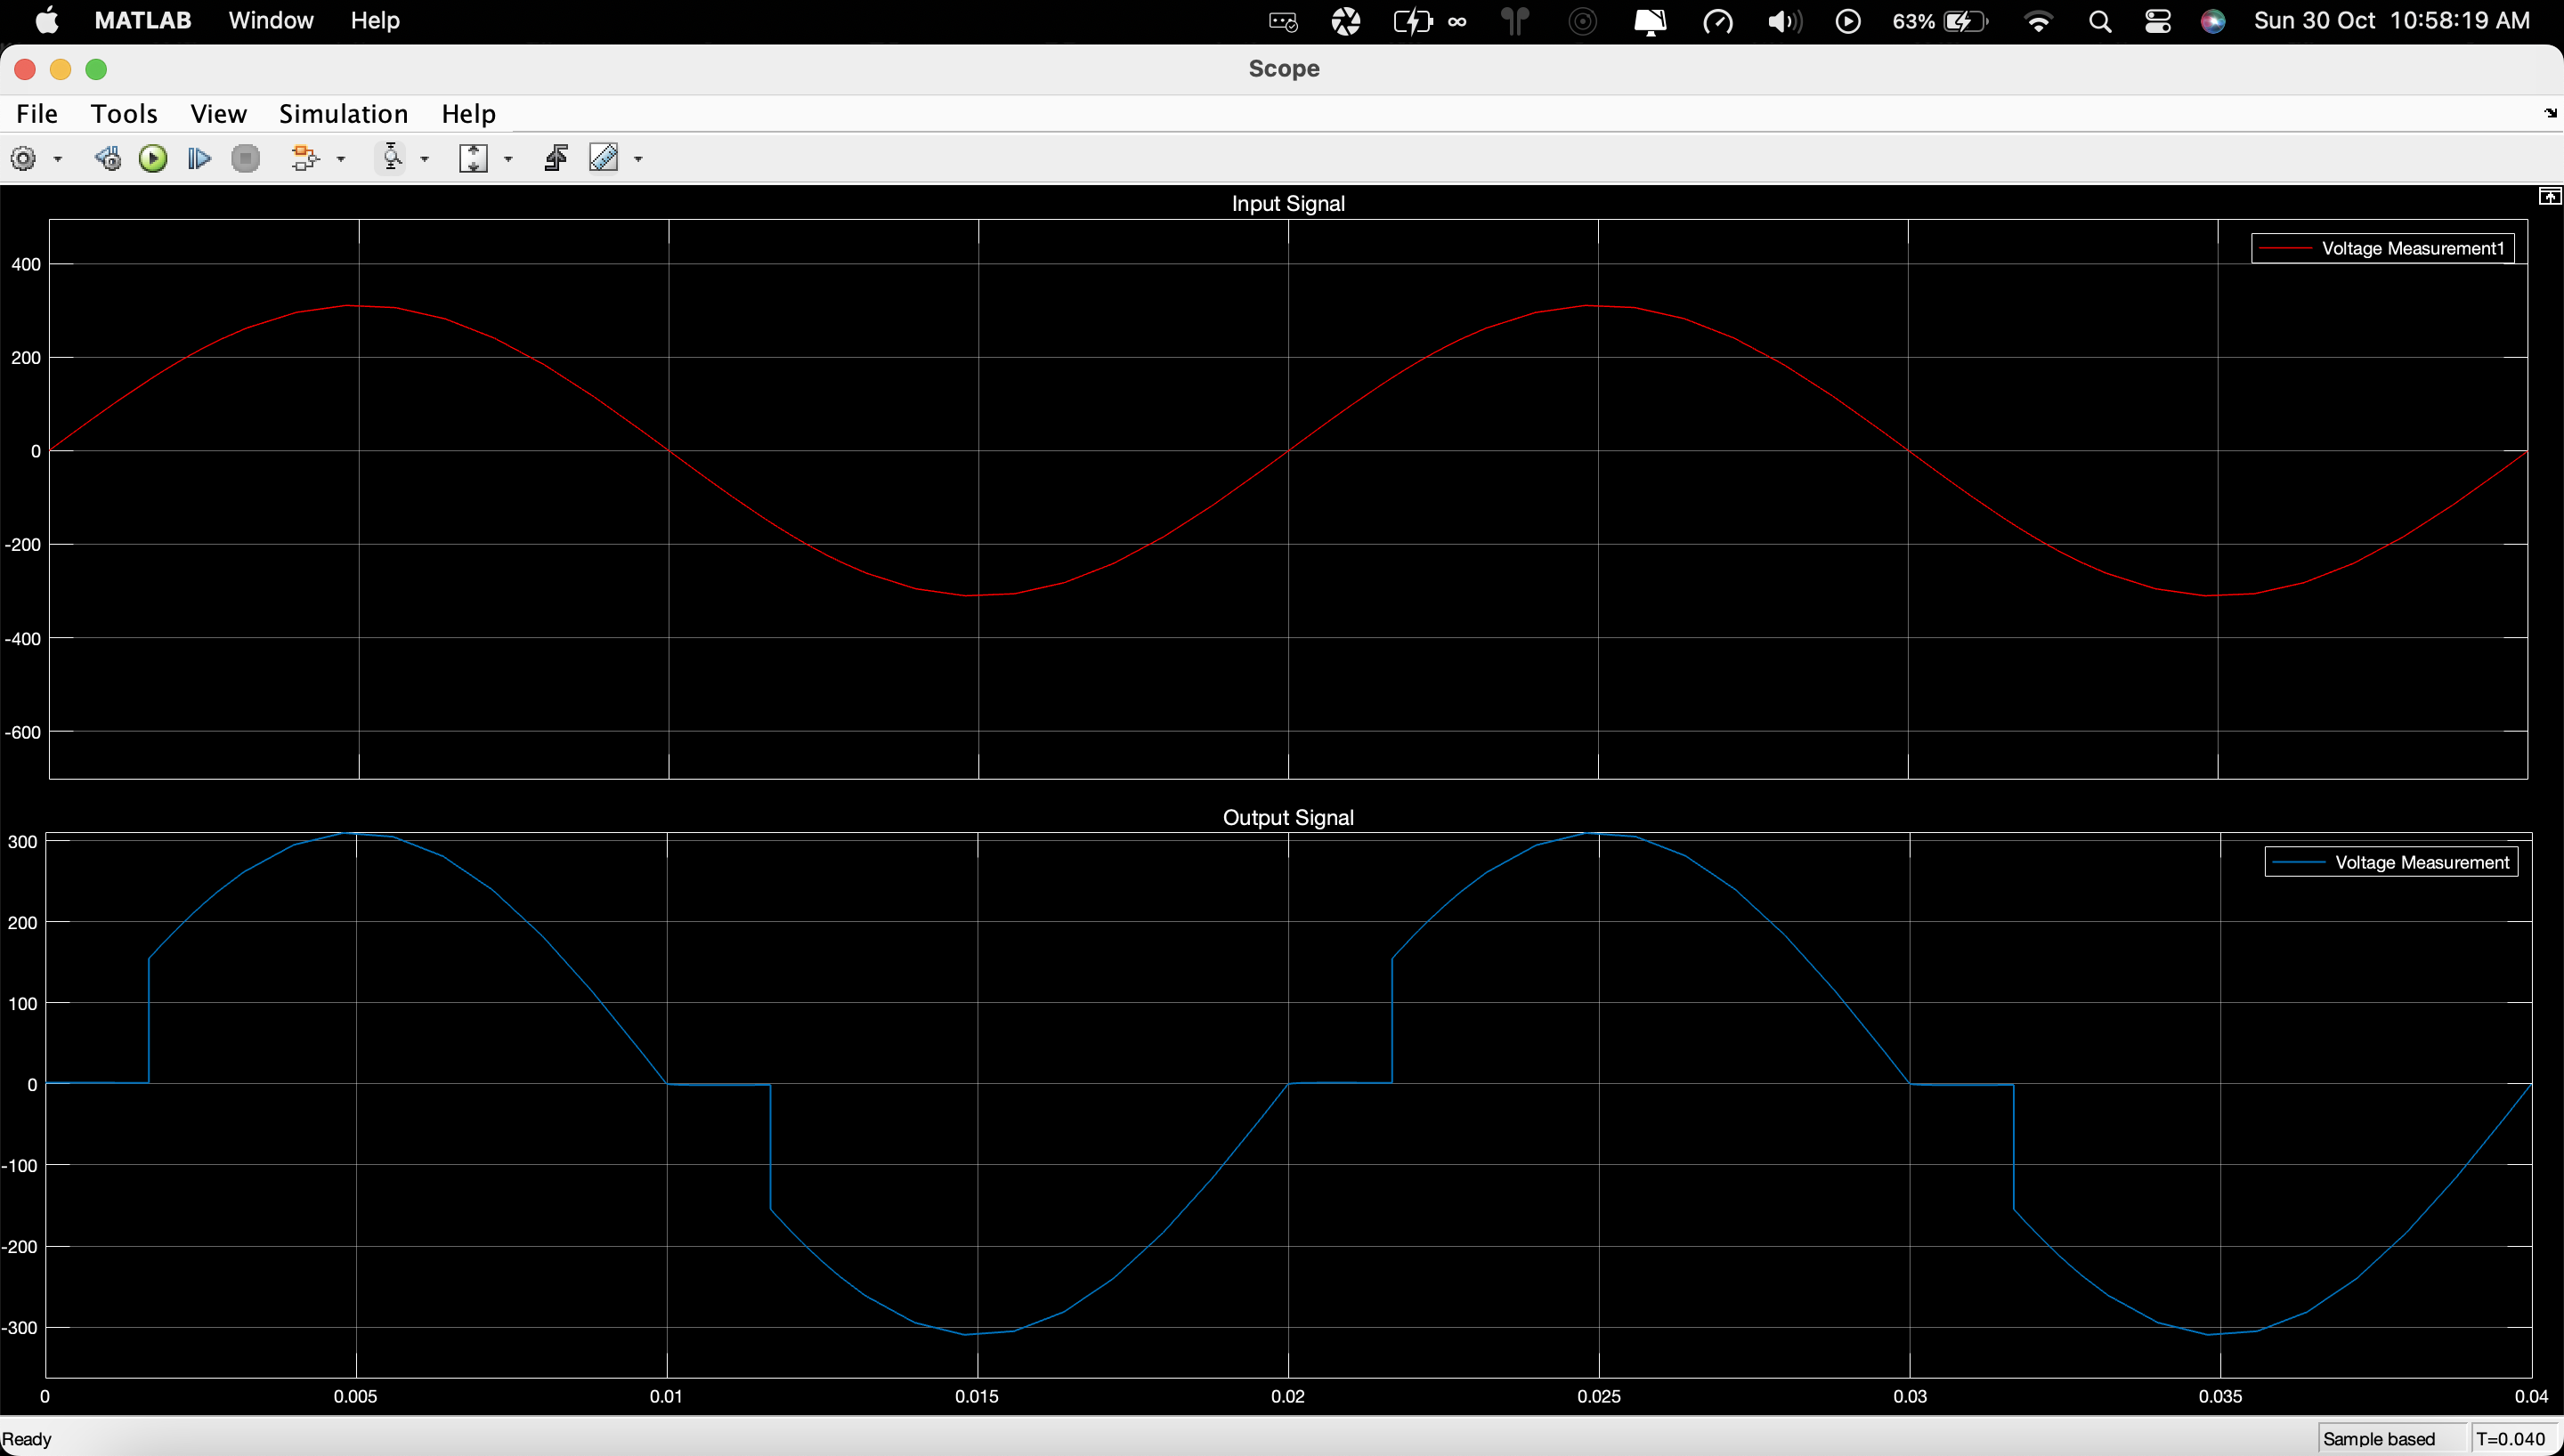 MATLAB Window Help 63% Sun 30 Oct 10:58:19 AM
Scope
File Tools View Simulation Help
Input Signal
Voltage Measurement1
400
200
0
-200
-400
-600
Output Signal
Voltage Measurement
300
200
100
0
-100
-200
-300
0 0.005 0.01 0.015 0.02 0.025 0.03 0.035 0.04
Ready Sample based T=0.040